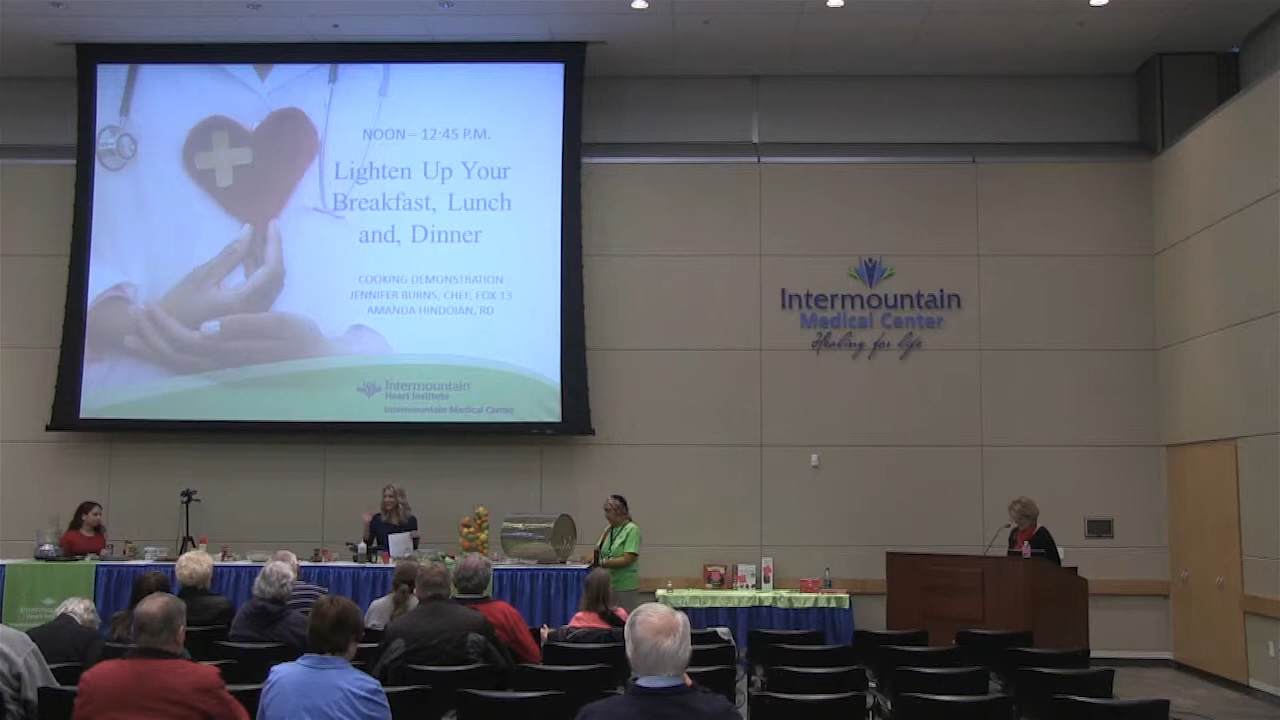 NOON – 12:45 P.M.
Lighten Up Your
Breakfast, Lunch
and, Dinner
COOKING DEMONSTRATION
JENNIFER BURNS, CHEF, FOX 13
AMANDA HINDOIAN, RD
Intermountain
Heart Institute
Intermountain Medical Center
Intermountain
Medical Center
Healing for life